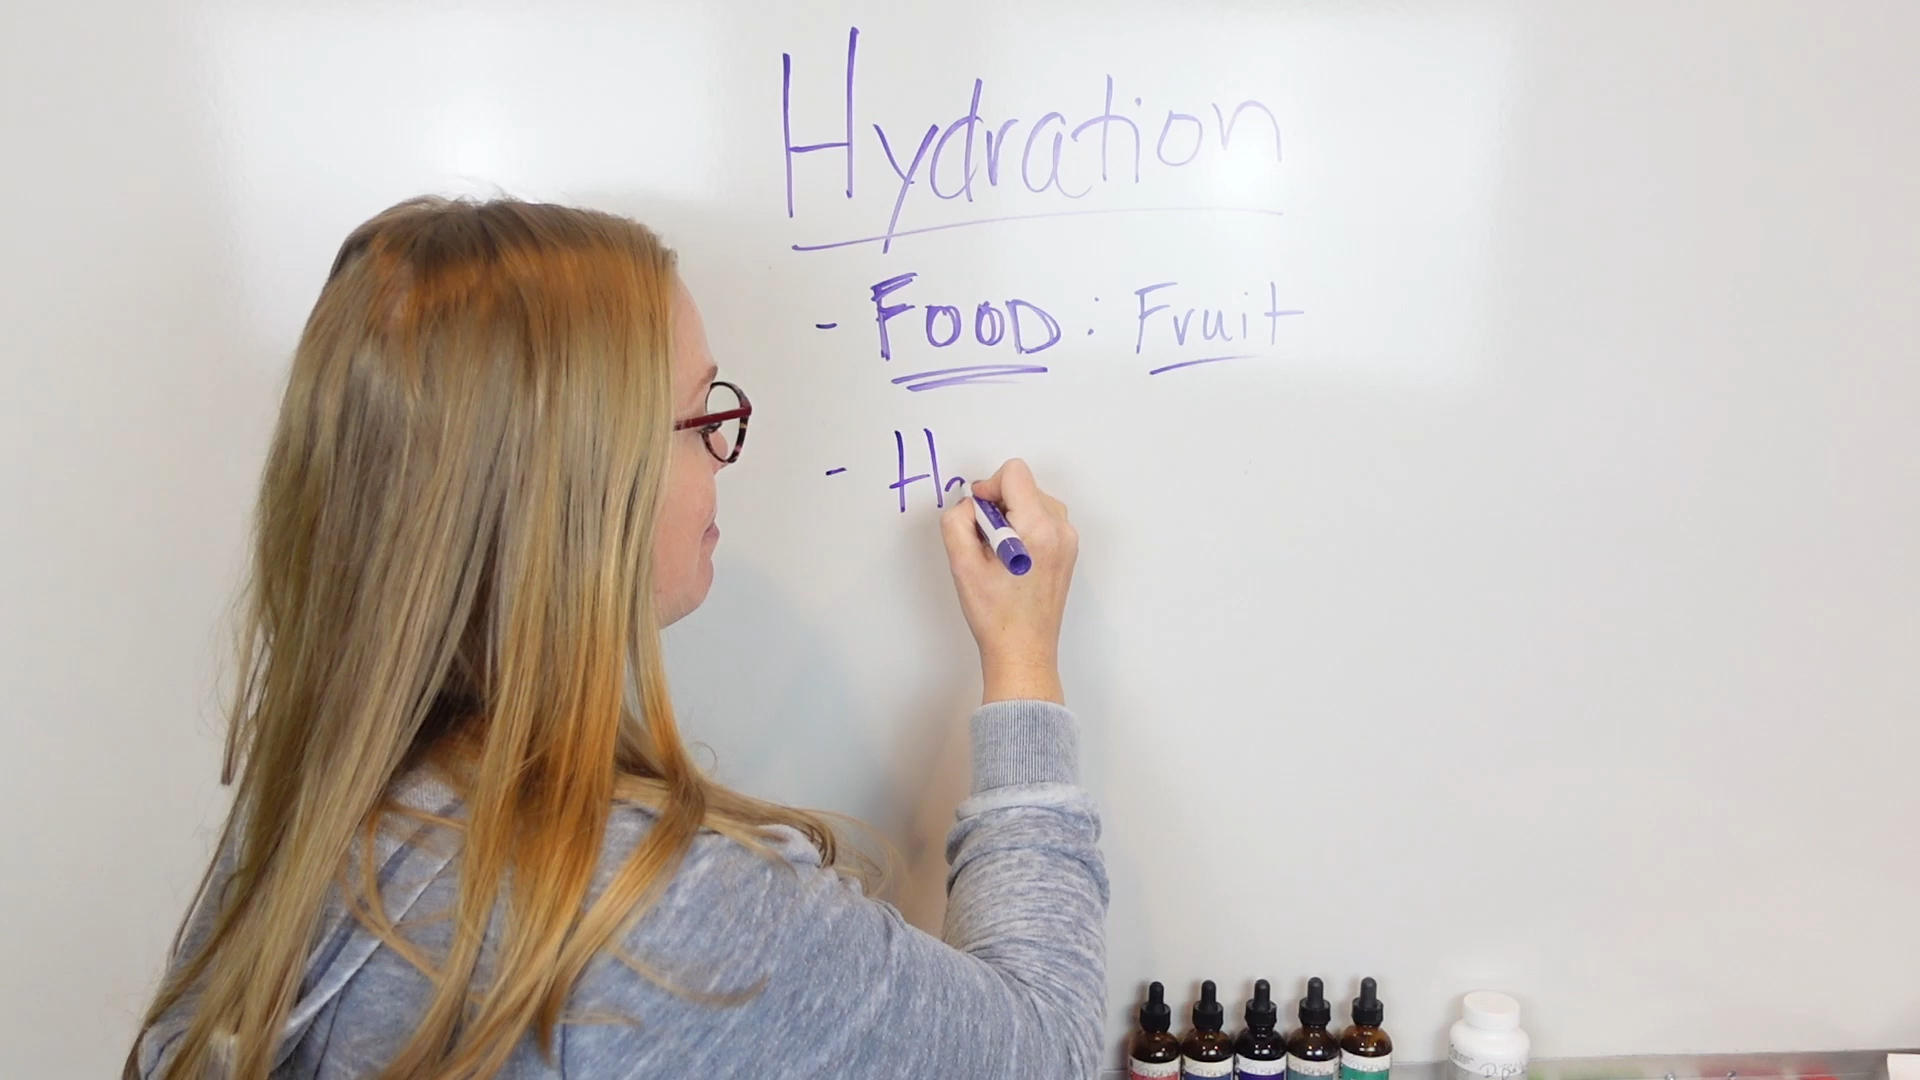 Hydration
- FOOD : Fruit
- H